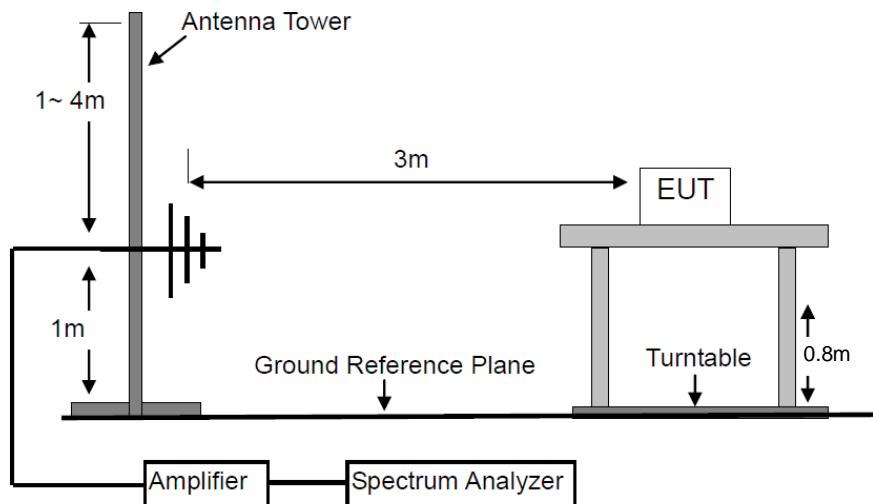 Antenna Tower
1~ 4m
3m
EUT
1m
0.8m
Ground Reference Plane
Turntable
Amplifier
Spectrum Analyzer